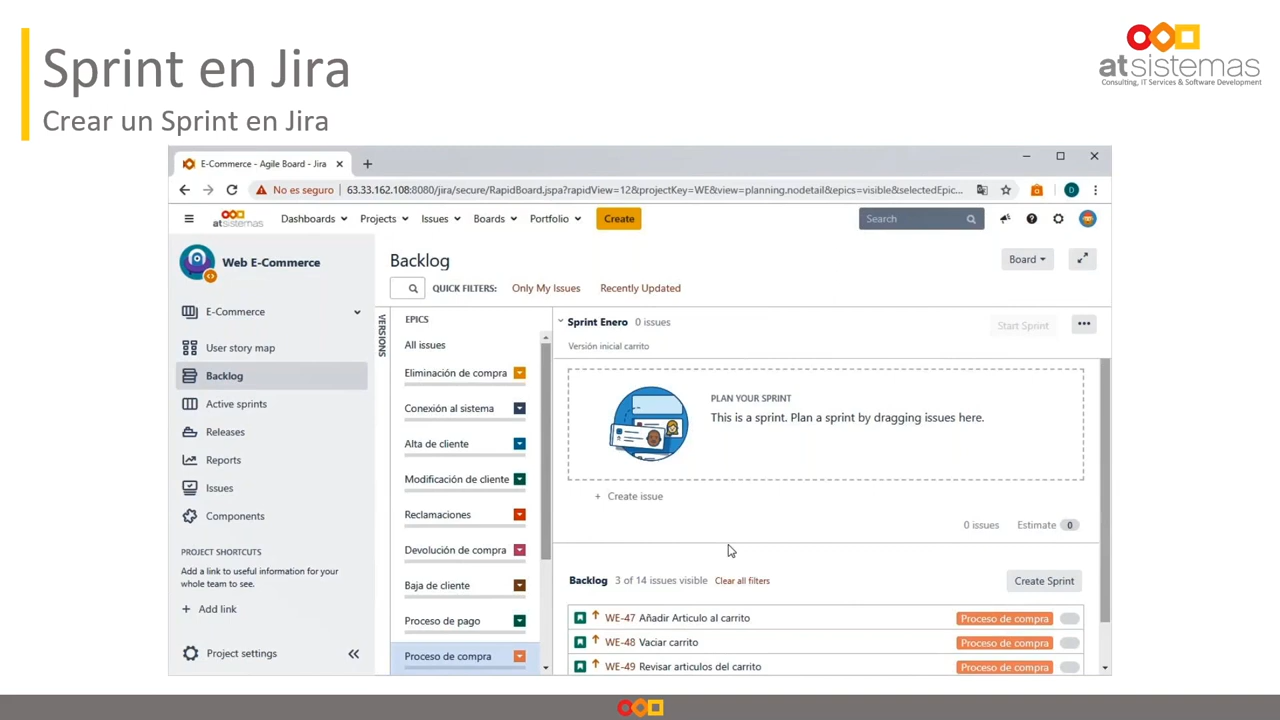 Sprint en Jira
Crear un Sprint en Jira
atsistemas
Consulting, IT Services & Software Development
E-Commerce - Agile Board - Jira
No es seguro
63.33.162.108:8080/jira/secure/RapidBoard.jspa?rapidView=12&projectKey=WE&view=planning.nodetail&epics=visible&selectedEpic...
D
atsistemas
Dashboards
Projects
Issues
Boards
Portfolio
Create
Search
Web E-Commerce
E-Commerce
User story map
Backlog
Active sprints
Releases
Reports
Issues
Components
PROJECT SHORTCUTS
Add a link to useful information for your
whole team to see.
+ Add link
Project settings
Backlog
Board
QUICK FILTERS: Only My Issues Recently Updated
VERSIONS
EPICS
All issues
Eliminación de compra
Conexión al sistema
Alta de cliente
Modificación de cliente
Reclamaciones
Devolución de compra
Baja de cliente
Proceso de pago
Proceso de compra
Sprint Enero 0 issues
Start Sprint
Versión inicial carrito
PLAN YOUR SPRINT
This is a sprint. Plan a sprint by dragging issues here.
+ Create issue
0 issues Estimate 0
Backlog 3 of 14 issues visible Clear all filters
Create Sprint
WE-47 Añadir Articulo al carrito Proceso de compra
WE-48 Vaciar carrito Proceso de compra
WE-49 Revisar articulos del carrito Proceso de compra